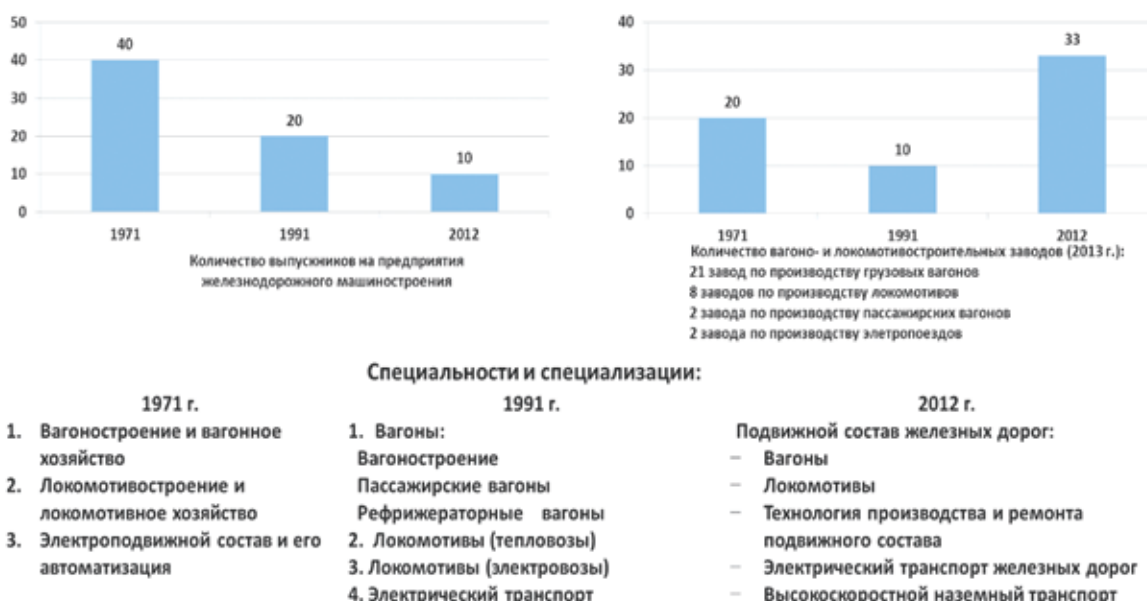 50
40
30
20
10
0
40
20
10
1971
1991
2012
Количество выпускников на предприятия
железнодорожного машиностроения
40
30
20
10
0
20
10
33
1971
1991
2012
Количество вагоно- и локомотивостроительных заводов (2013 г.):
21 завод по производству грузовых вагонов
8 заводов по производству локомотивов
2 завода по производству пассажирских вагонов
2 завода по производству элетропоездов
Специальности и специализации:
1971 г.
1. Вагоностроение и вагонное
хозяйство
2. Локомотивостроение и
локомотивное хозяйство
3. Электроподвижной состав и его
автоматизация
1991 г.
1. Вагоны:
Вагоностроение
Пассажирские вагоны
Рефрижераторные вагоны
2. Локомотивы (тепловозы)
3. Локомотивы (электровозы)
4. Электрический транспорт
2012 г.
Подвижной состав железных дорог:
– Вагоны
– Локомотивы
– Технология производства и ремонта
подвижного состава
– Электрический транспорт железных дорог
– Высокоскоростной наземный транспорт